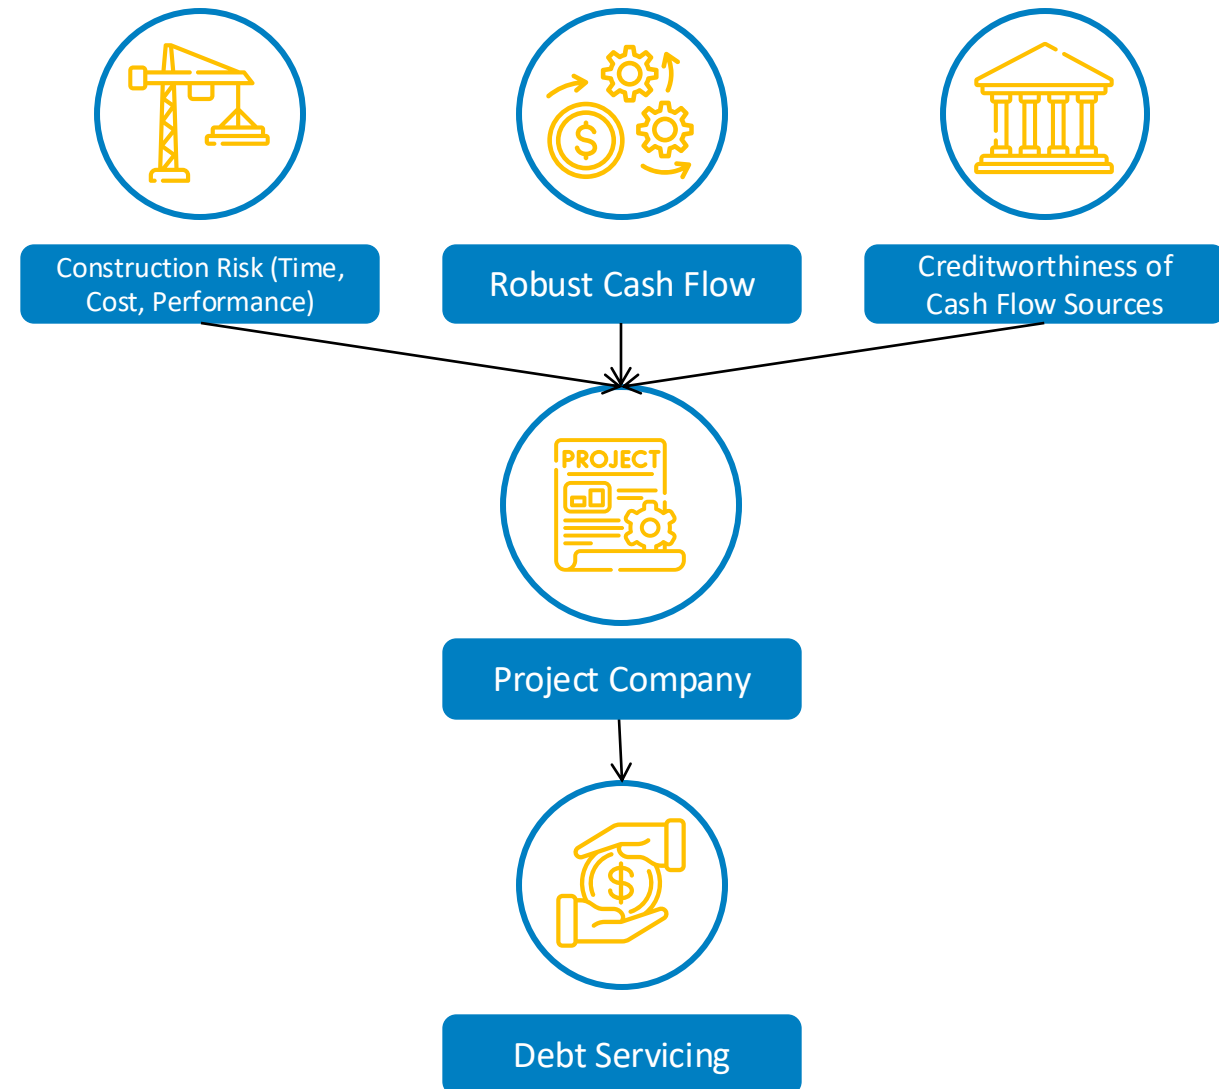 Construction Risk (Time,
Cost, Performance)
Robust Cash Flow
Creditworthiness of
Cash Flow Sources
PROJECT
Project Company
Debt Servicing